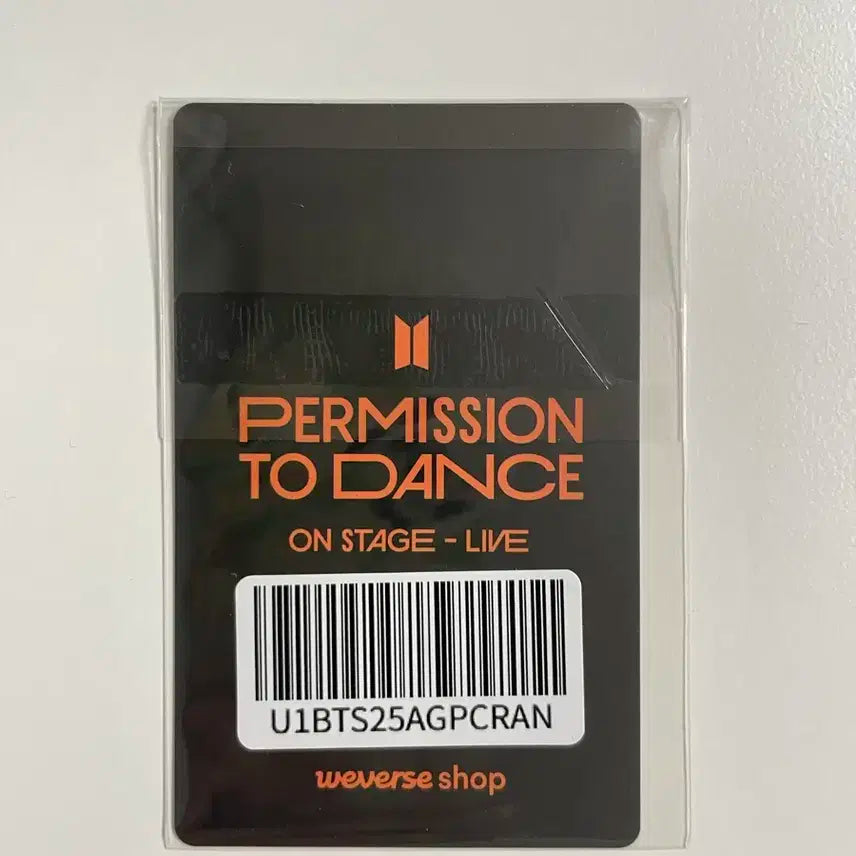 PERMISSION
TO DANCE
ON STAGE - LIVE
U1BTS25AGPCRAN
weverse shop